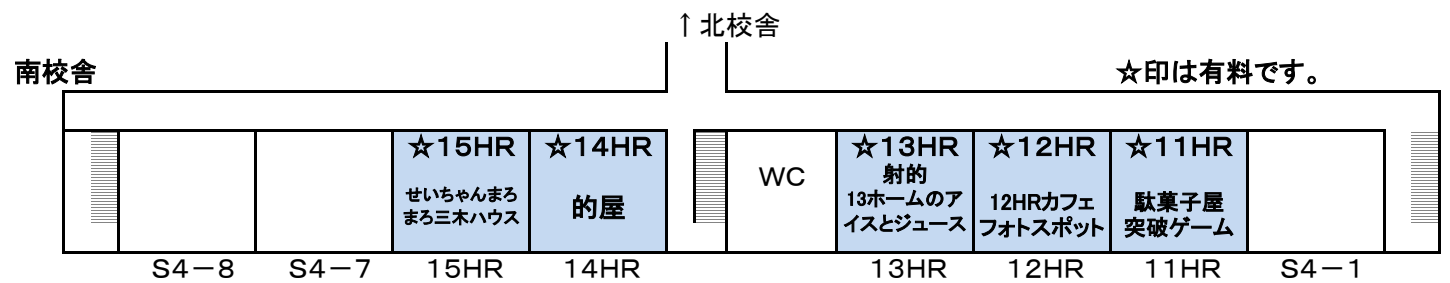 ↑北校舎
南校舎
☆印は有料です。
☆15HR
せいちゃんまろ
まろ三木ハウス
☆14HR
的屋
WC
☆13HR
射的
13ホームのア
イスとジュース
☆12HR
12HRカフェ
フォトスポット
☆11HR
駄菓子屋
突破ゲーム
S4-8
S4-7
15HR
14HR
13HR
12HR
11HR
S4-1